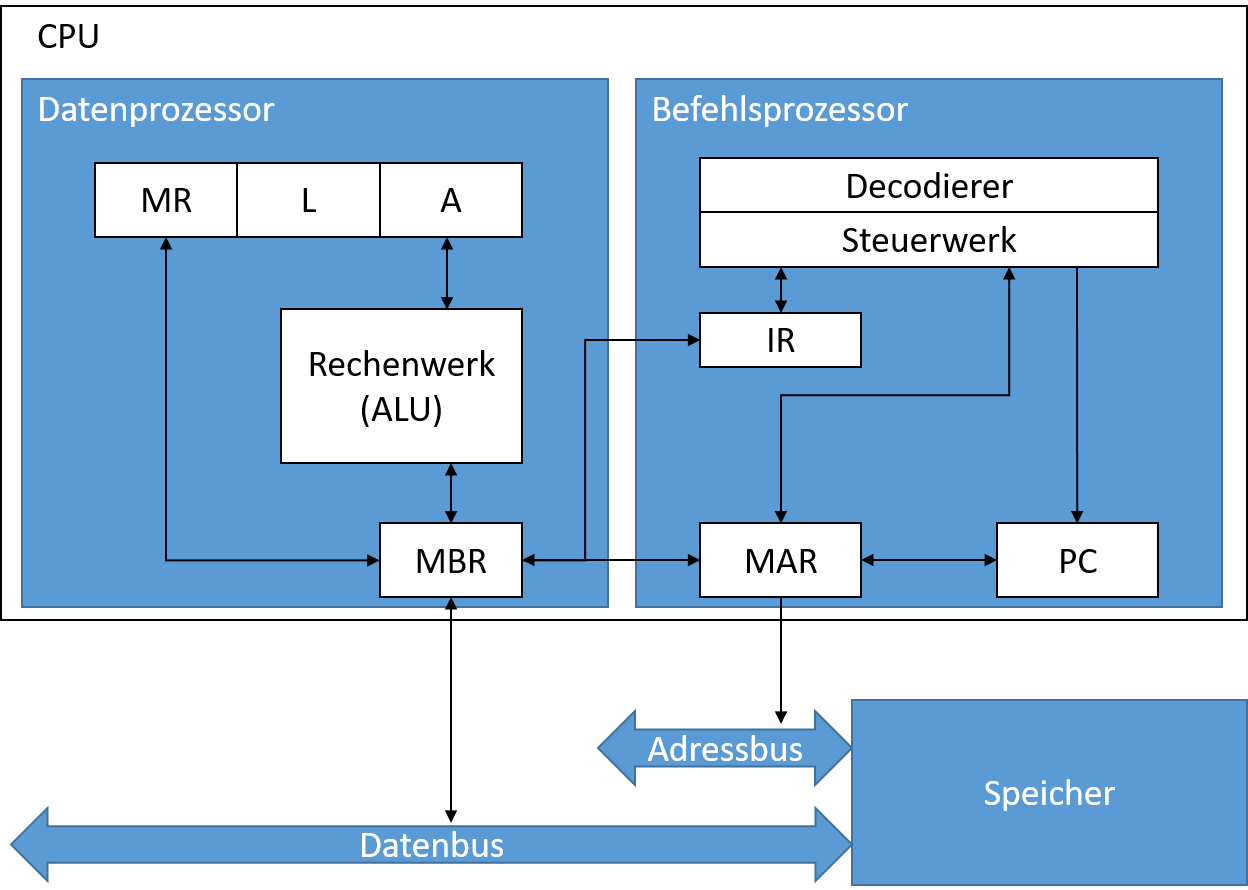 CPU
Datenprozessor
MR
L
A
Rechenwerk
(ALU)
MBR
Befehlsprozessor
Decodierer
Steuerwerk
IR
MAR
PC
Adressbus
Speicher
Datenbus